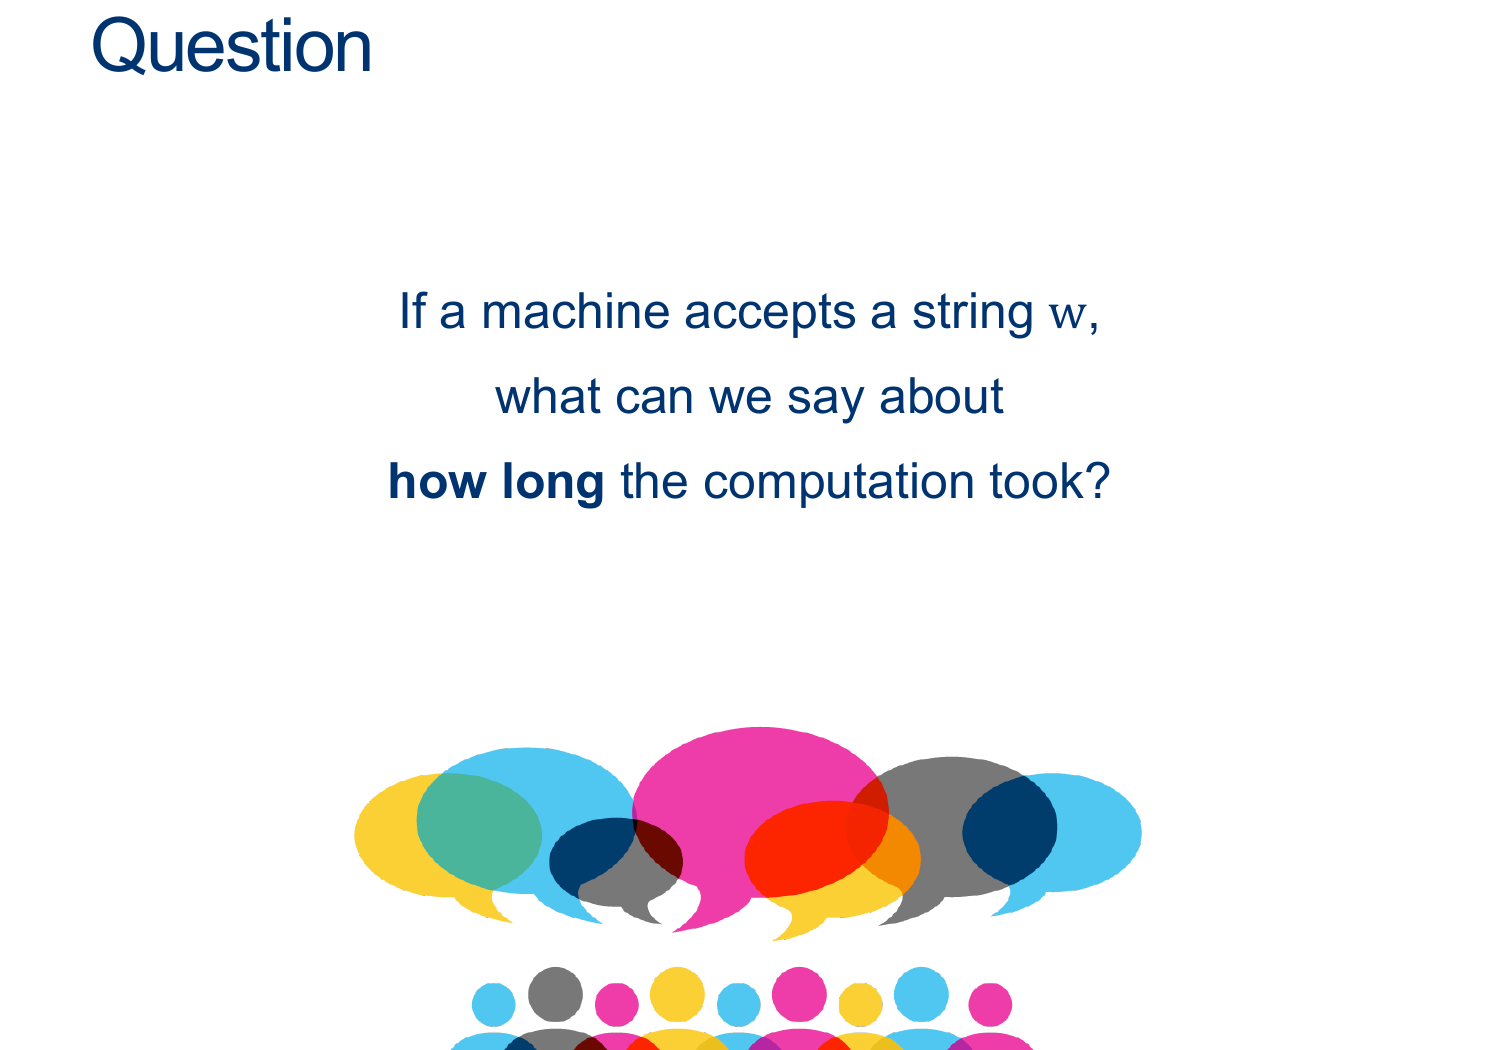 Question
If a machine accepts a string w,
what can we say about
how long the computation took?